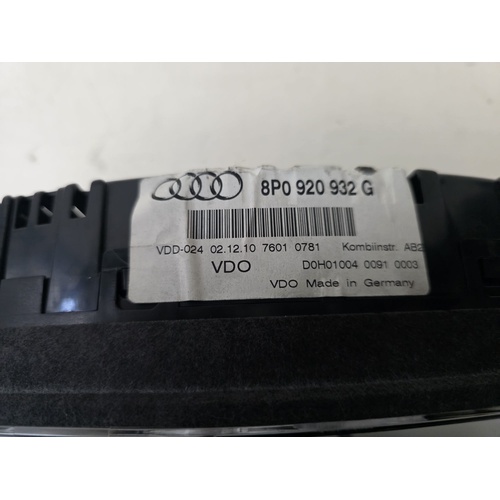 8P0 920 932 G
VDD-024 02.12.10 7601 0781 Kombiinstr. AB2
VDO D0H01004 0091 0003
VDO Made in Germany